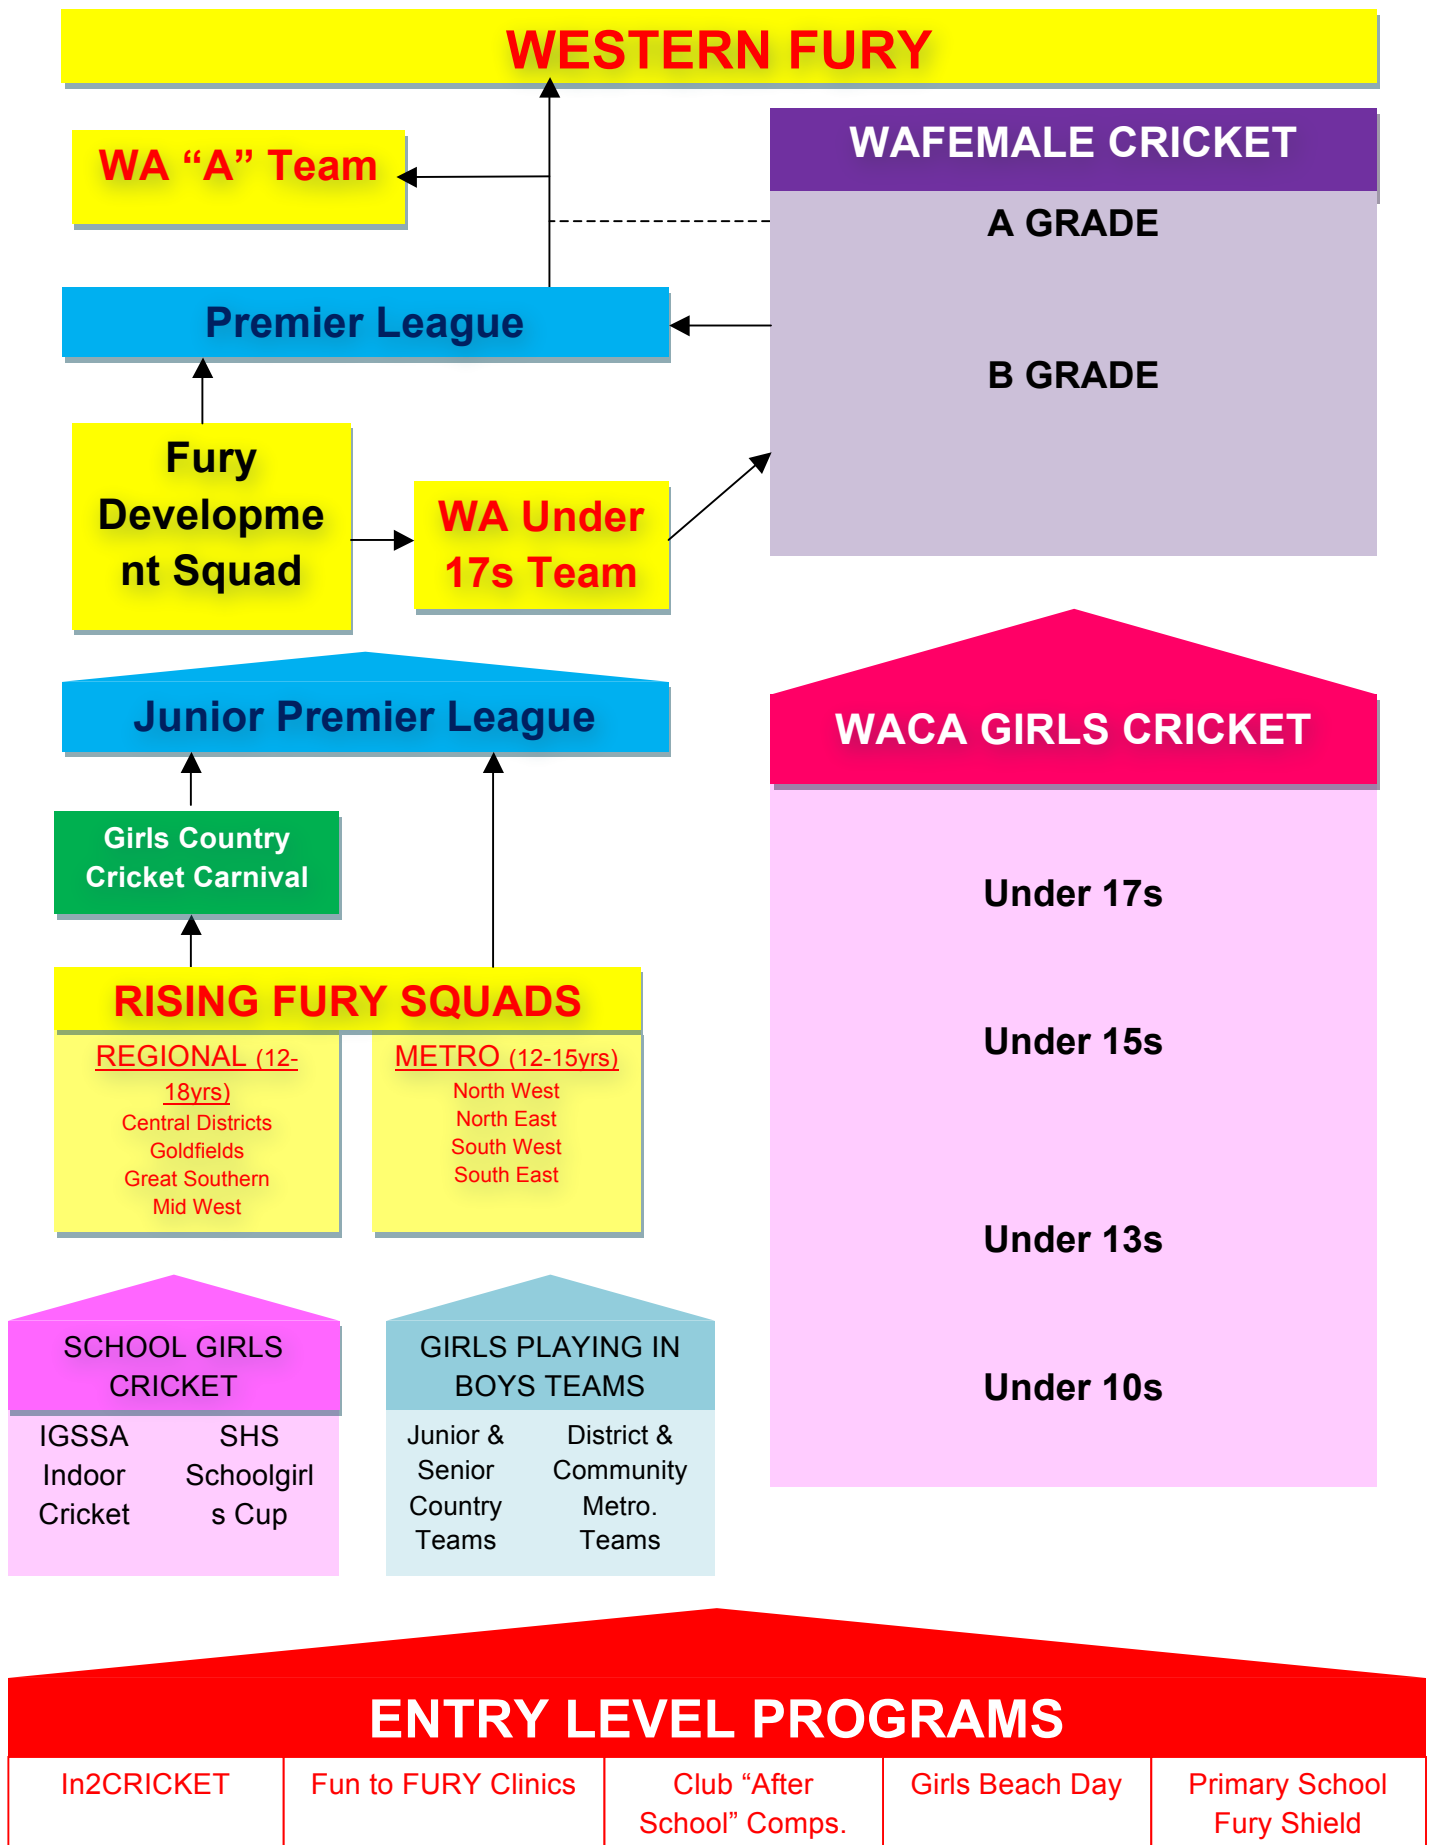 WESTERN FURY
WA “A” Team
WAFEMALE CRICKET
A GRADE
Premier League
B GRADE
Fury
Developme
nt Squad
WA Under
17s Team
Junior Premier League
WACA GIRLS CRICKET
Girls Country
Cricket Carnival
Under 17s
RISING FURY SQUADS
REGIONAL (12-
18yrs)
Central Districts
Goldfields
Great Southern
Mid West
METRO (12-15yrs)
North West
North East
South West
South East
Under 15s
Under 13s
Under 10s
SCHOOL GIRLS
CRICKET
IGSSA
Indoor
Cricket
SHS
Schoolgirl
s Cup
GIRLS PLAYING IN
BOYS TEAMS
Junior &
Senior
Country
Teams
District &
Community
Metro.
Teams
ENTRY LEVEL PROGRAMS
In2CRICKET
Fun to FURY Clinics
Club “After
School” Comps.
Girls Beach Day
Primary School
Fury Shield